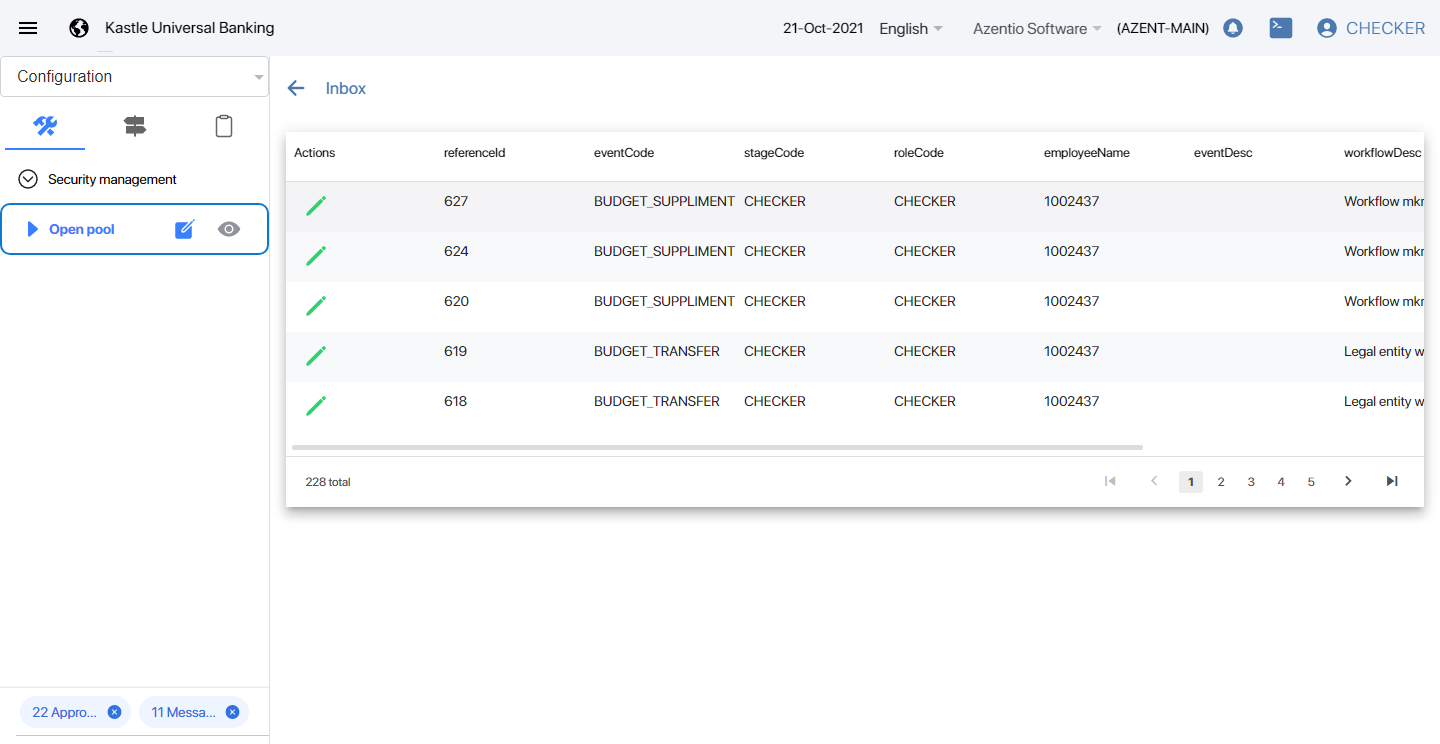 Kastle Universal Banking 21-Oct-2021 English Azentio Software (AZENT-MAIN) CHECKER
Configuration
Security management
Open pool
22 Appro... 11 Messa...
Inbox
Actions referenceId eventCode stageCode roleCode employeeName eventDesc workflowDesc
627 BUDGET_SUPPLIMENT CHECKER CHECKER 1002437 Workflow mkr
624 BUDGET_SUPPLIMENT CHECKER CHECKER 1002437 Workflow mkr
620 BUDGET_SUPPLIMENT CHECKER CHECKER 1002437 Workflow mkr
619 BUDGET_TRANSFER CHECKER CHECKER 1002437 Legal entity w
618 BUDGET_TRANSFER CHECKER CHECKER 1002437 Legal entity w
228 total 1 2 3 4 5